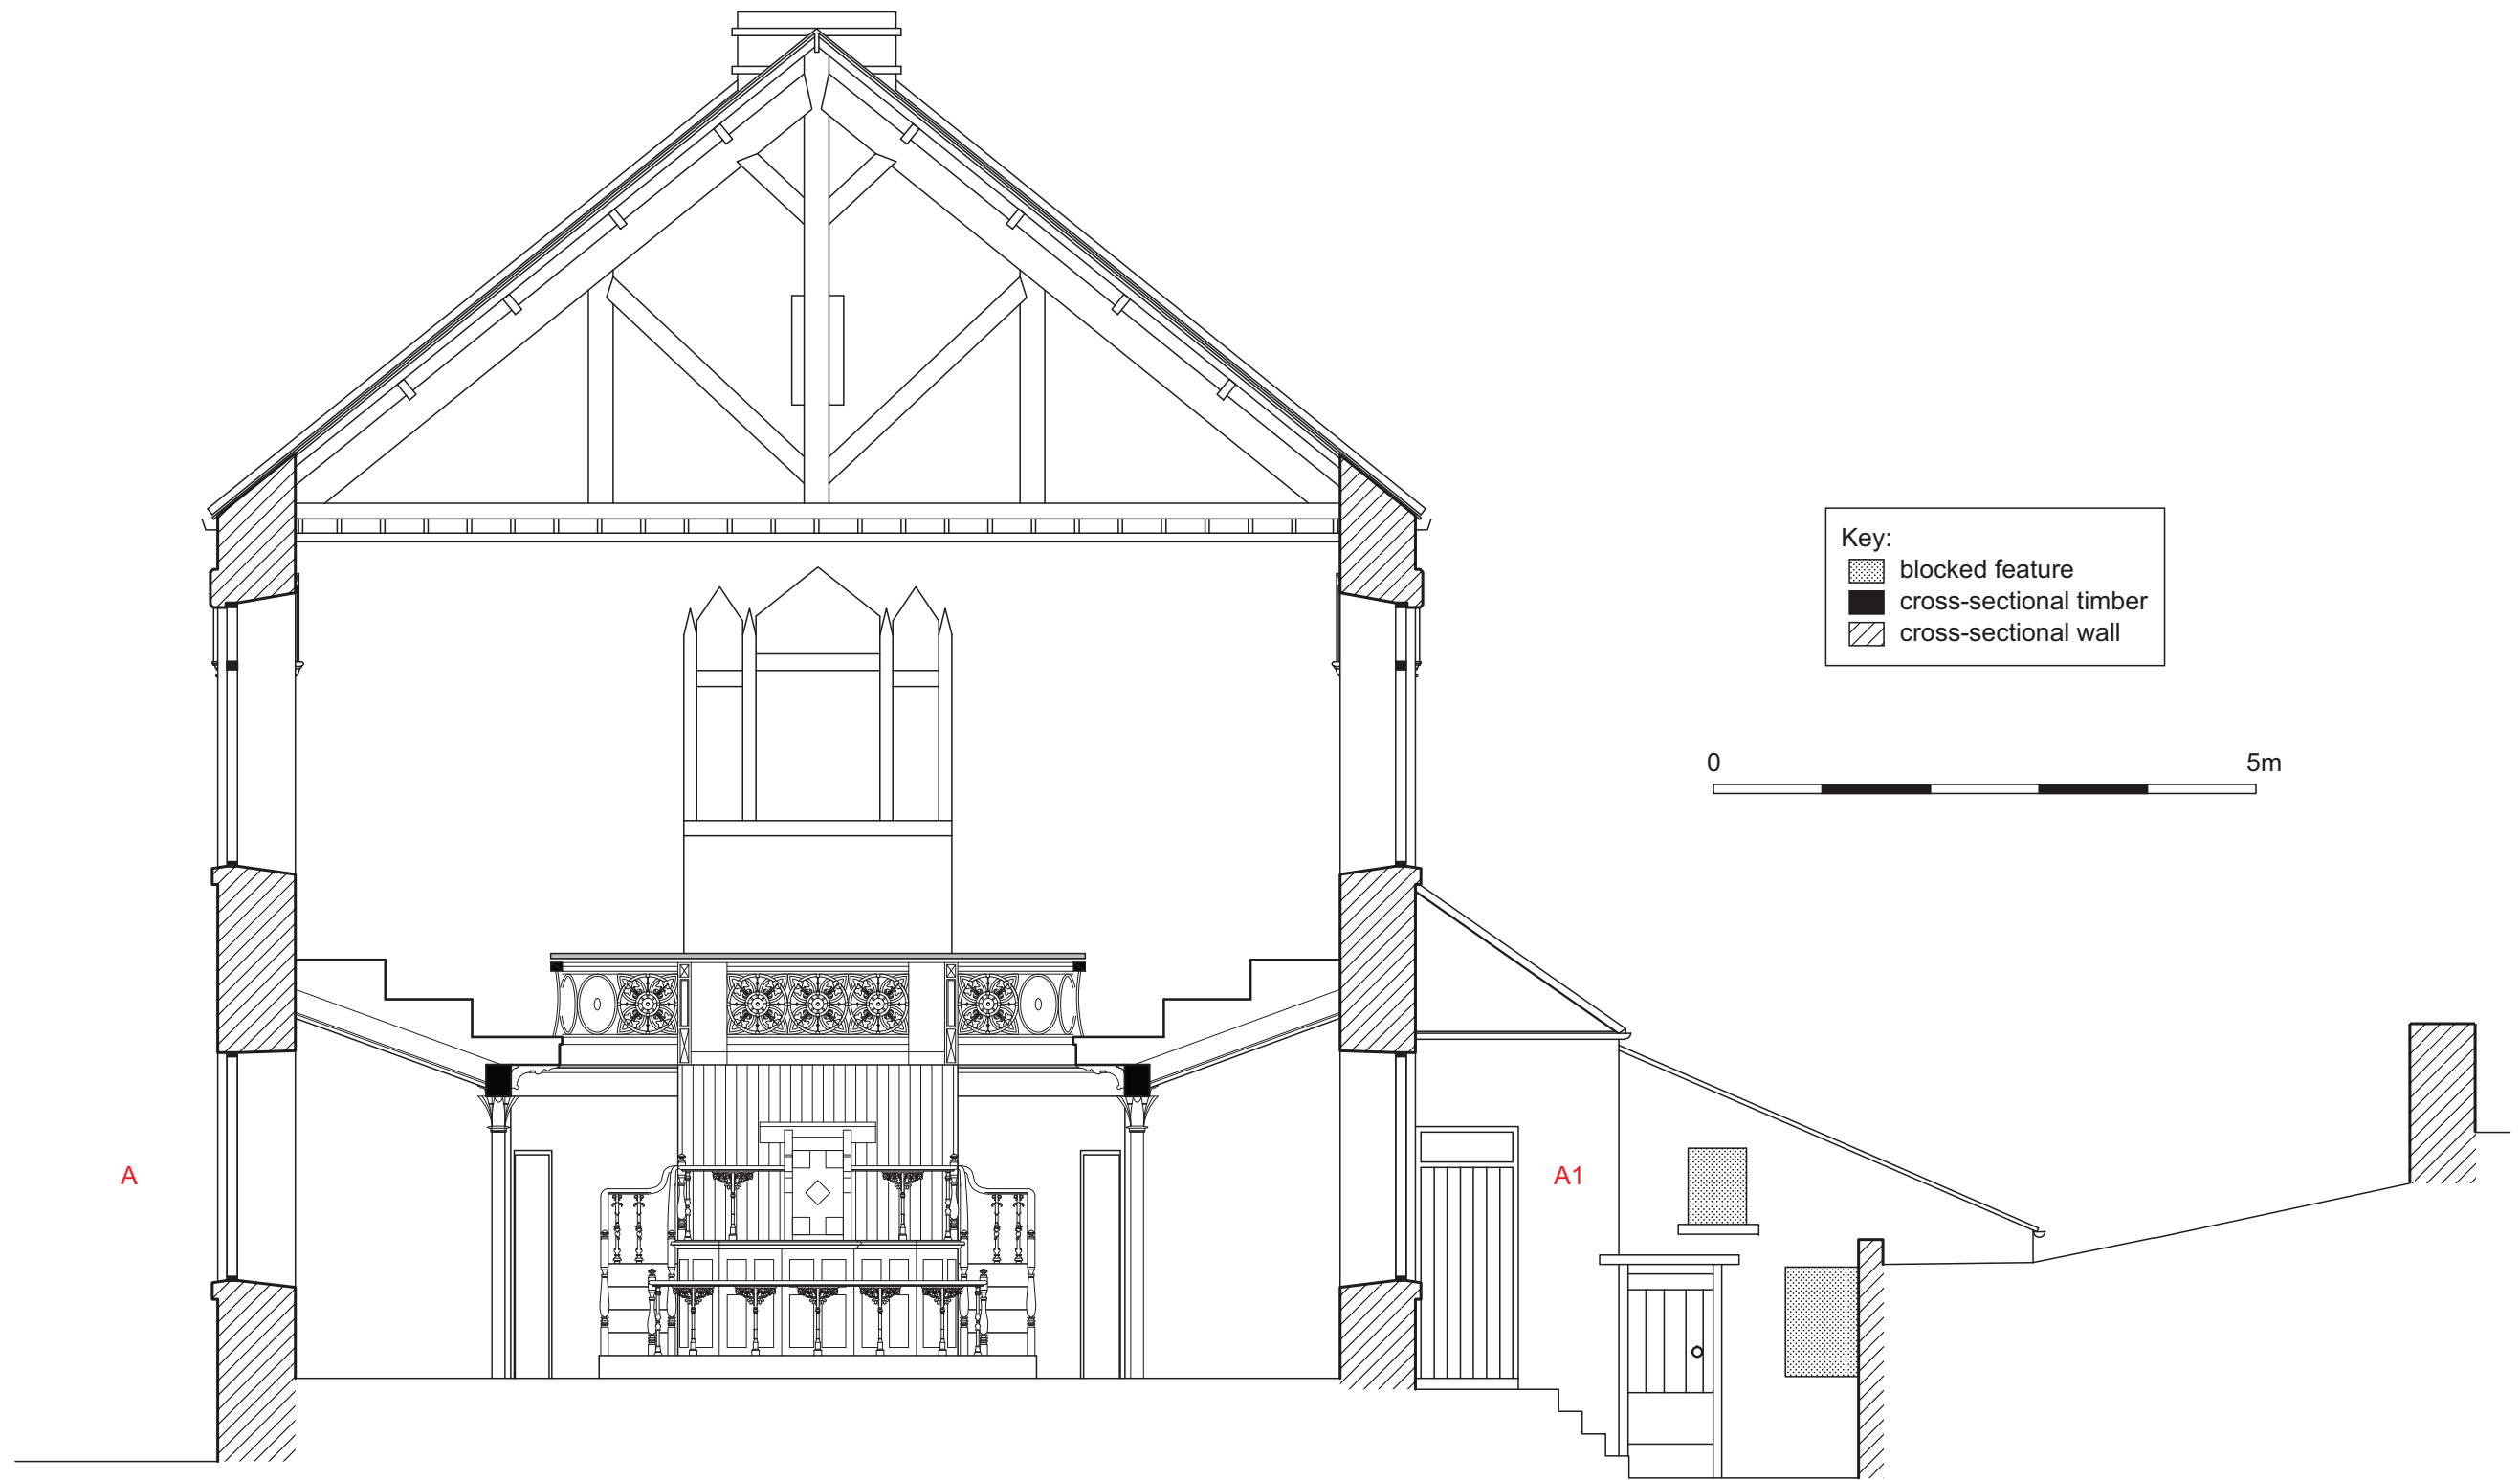 Key:
blocked feature
cross-sectional timber
cross-sectional wall
0 5m
A
A1